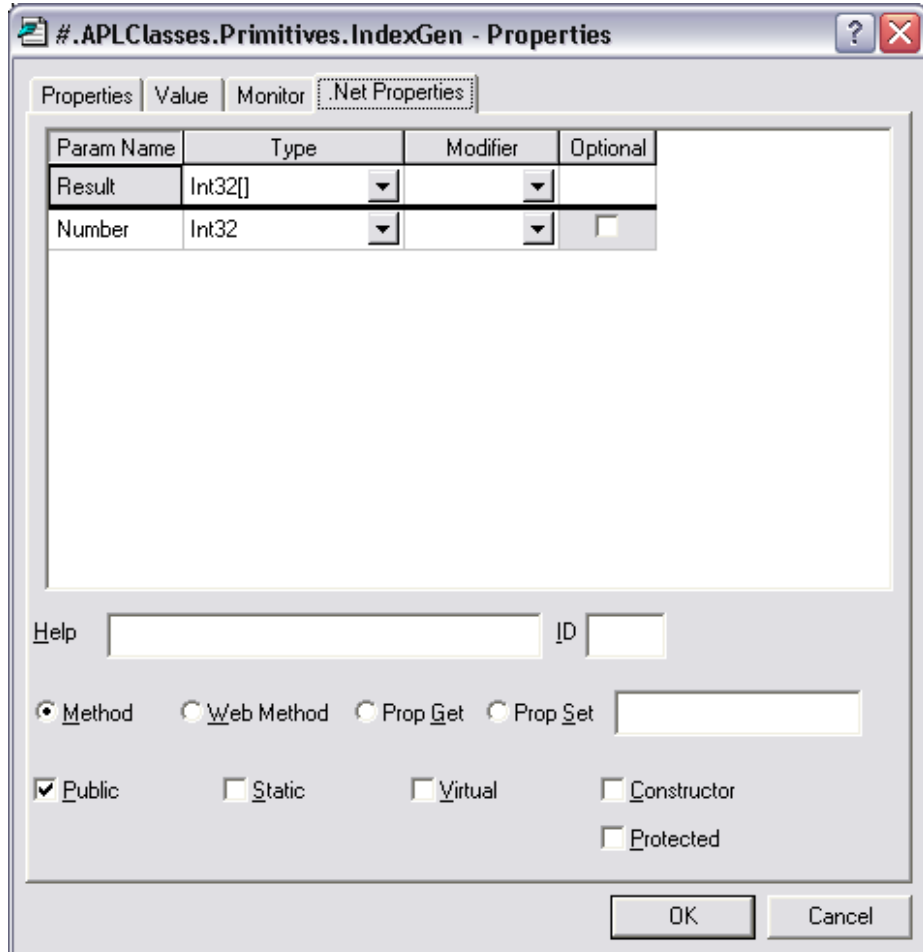 #.APLClasses.Primitives.IndexGen - Properties
Properties Value Monitor .Net Properties
Param Name Type Modifier Optional
Result Int32[]
Number Int32
Help ID
Method Web Method Prop Get Prop Set
Public Static Virtual Constructor
Protected
OK Cancel